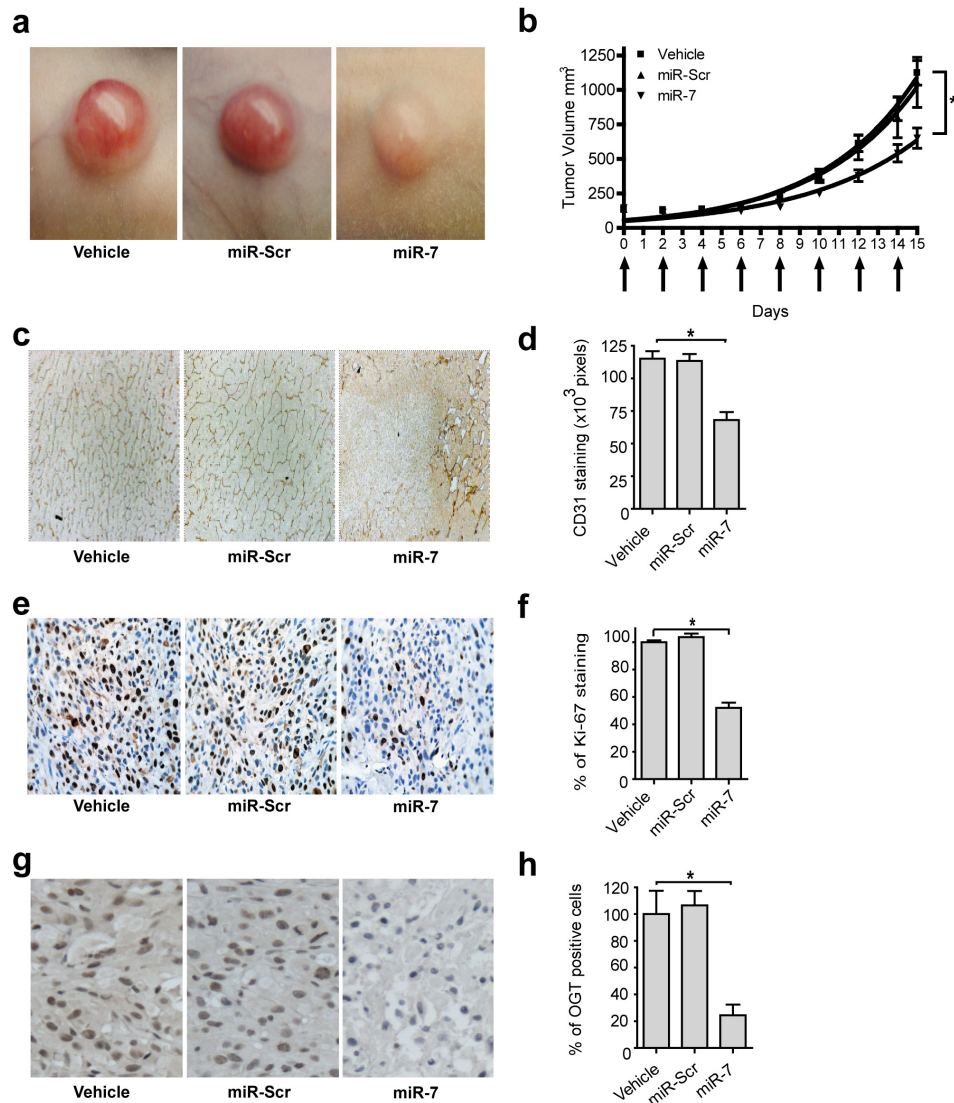 a
Vehicle miR-Scr miR-7
b
Tumor Volume mm³
1250
1000
750
500
250
0
Vehicle
miR-Scr
miR-7
*
0 1 2 3 4 5 6 7 8 9 10 11 12 13 14 15
Days
c
Vehicle miR-Scr miR-7
d
CD31 staining (x10³ pixels)
125
100
75
50
25
0
*
Vehicle miR-Scr miR-7
e
Vehicle miR-Scr miR-7
f
% of Ki-67 staining
100
80
60
40
20
0
*
Vehicle miR-Scr miR-7
g
Vehicle miR-Scr miR-7
h
% of OGT positive cells
120
100
80
60
40
20
0
*
Vehicle miR-Scr miR-7